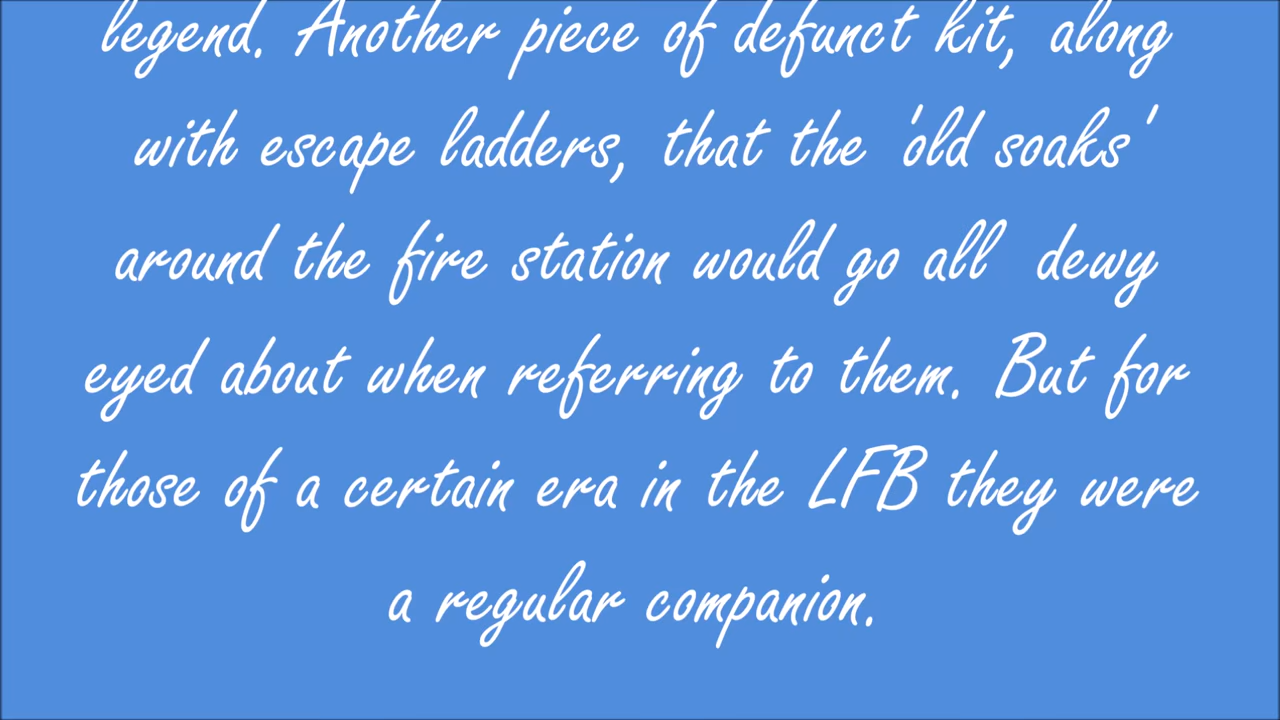 legend. Another piece of defunct kit, along
with escape ladders, that the 'old soaks'
around the fire station would go all  dewy
eyed about when referring to them. But for
those of a certain era in the LFB they were
a regular companion.